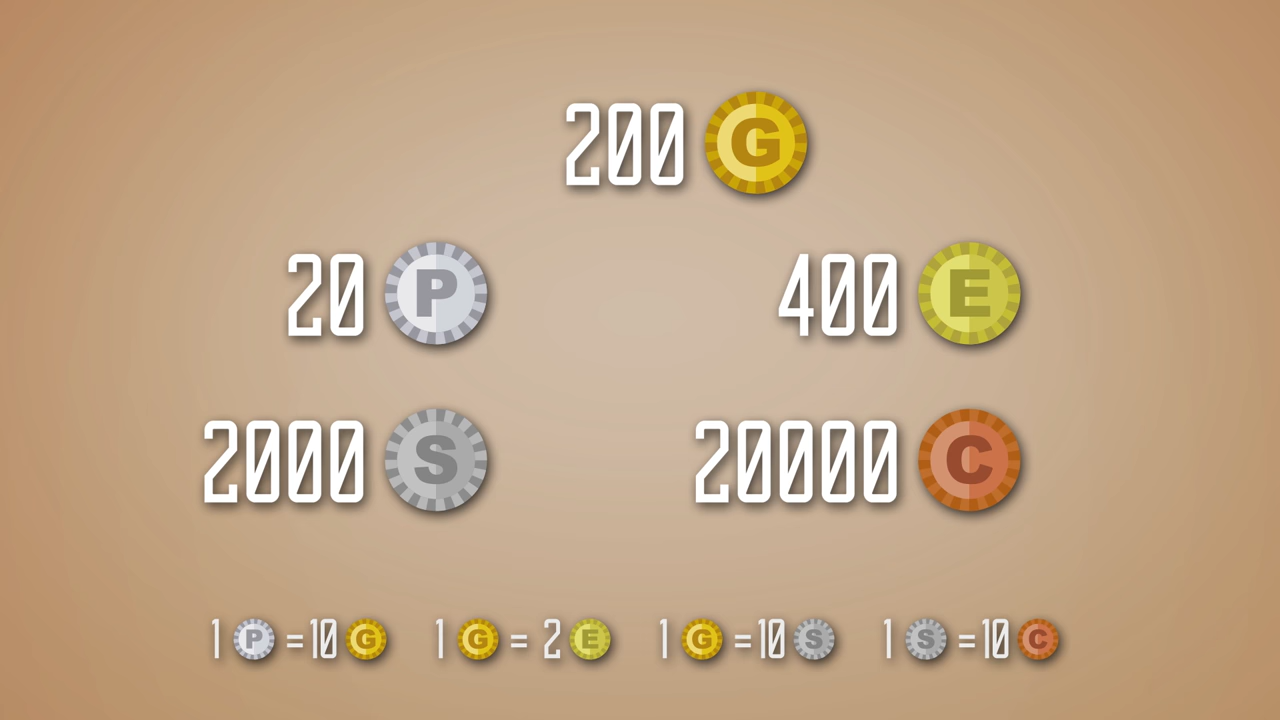 200 G
20 P 400 E
2000 S 20000 C
1 P =10 G 1 G = 2 E 1 G =10 S 1 S =10 C